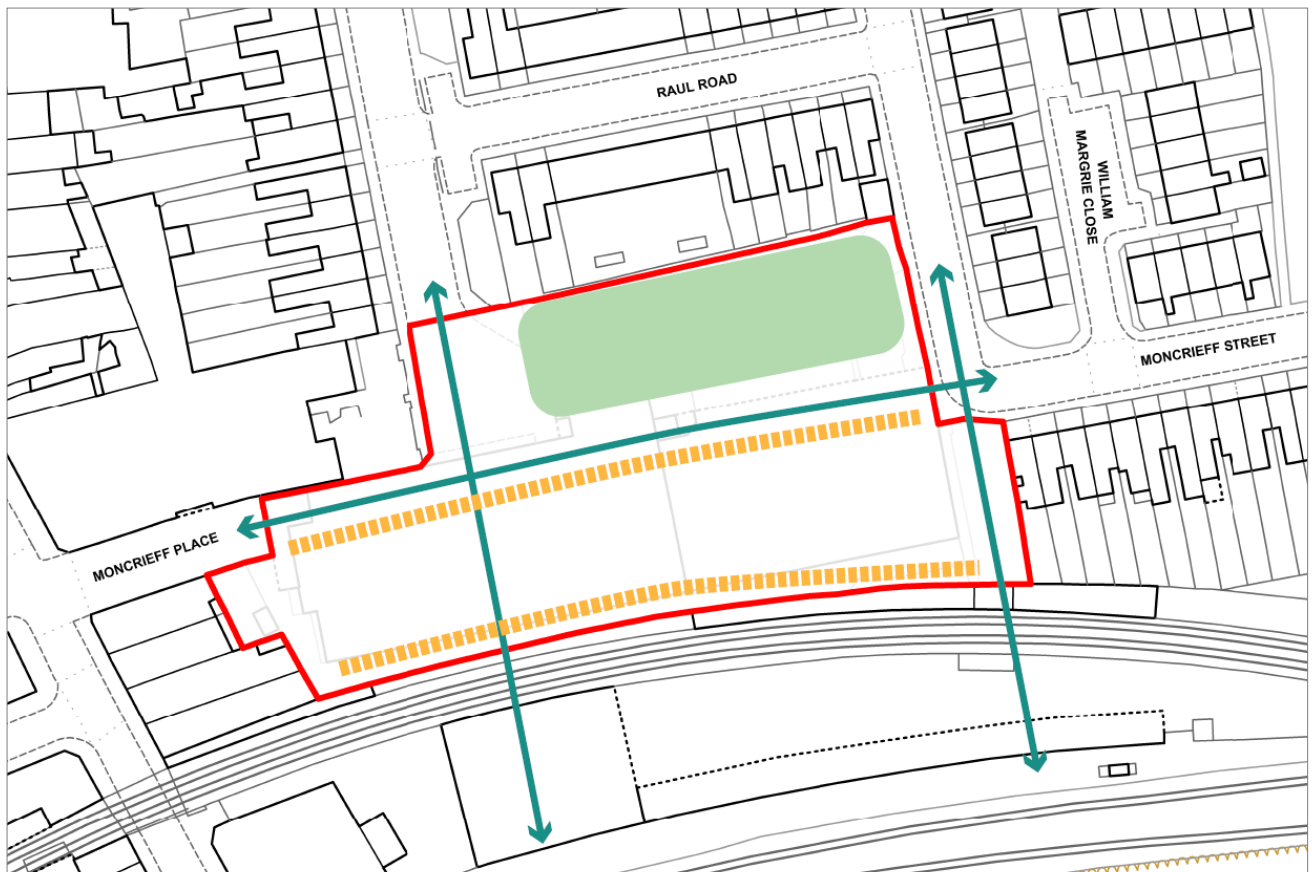 RAUL ROAD
WILLIAM
MARGRIE CLOSE
MONCRIEFF STREET
MONCRIEFF PLACE